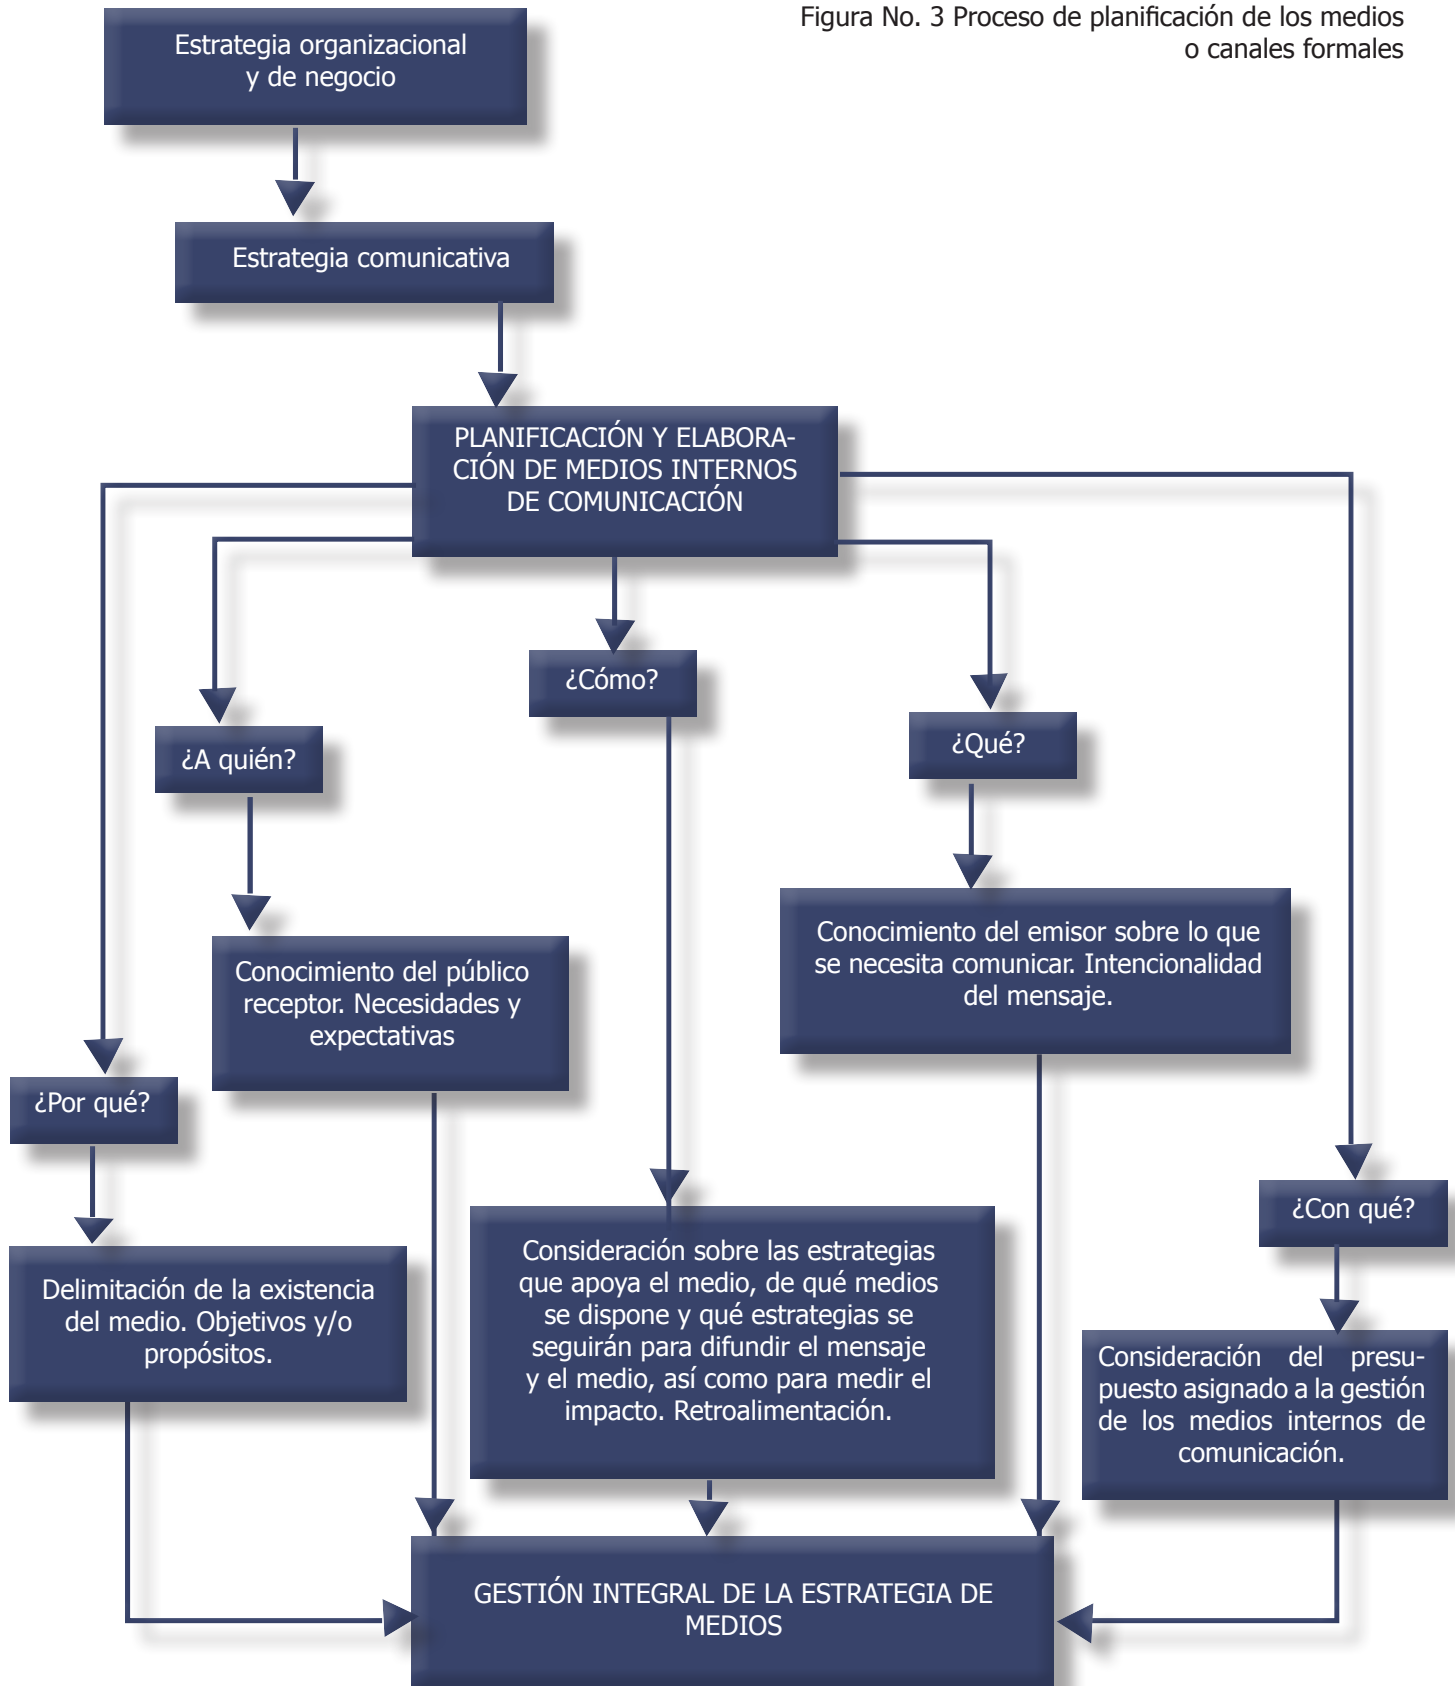 Figura No. 3 Proceso de planificación de los medios
o canales formales
Estrategia organizacional
y de negocio
Estrategia comunicativa
PLANIFICACIÓN Y ELABORA-
CIÓN DE MEDIOS INTERNOS
DE COMUNICACIÓN
¿Cómo?
¿Qué?
¿A quién?
Conocimiento del emisor sobre lo que
se necesita comunicar. Intencionalidad
del mensaje.
Conocimiento del público
receptor. Necesidades y
expectativas
¿Por qué?
¿Con qué?
Consideración sobre las estrategias
que apoya el medio, de qué medios
se dispone y qué estrategias se
seguirán para difundir el mensaje
y el medio, así como para medir el
impacto. Retroalimentación.
Delimitación de la existencia
del medio. Objetivos y/o
propósitos.
Consideración del presu-
puesto asignado a la gestión
de los medios internos de
comunicación.
GESTIÓN INTEGRAL DE LA ESTRATEGIA DE
MEDIOS